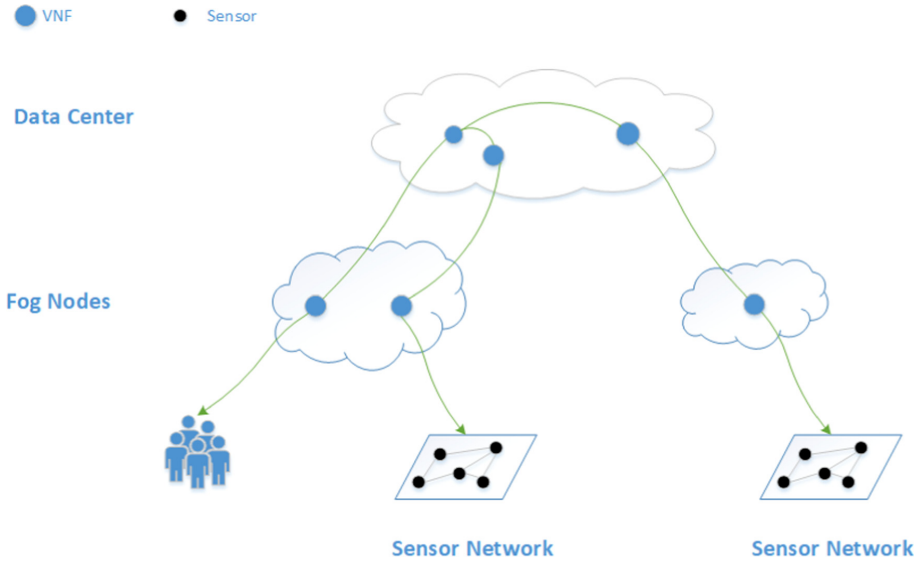 VNF
Sensor
Data Center
Fog Nodes
Sensor Network
Sensor Network